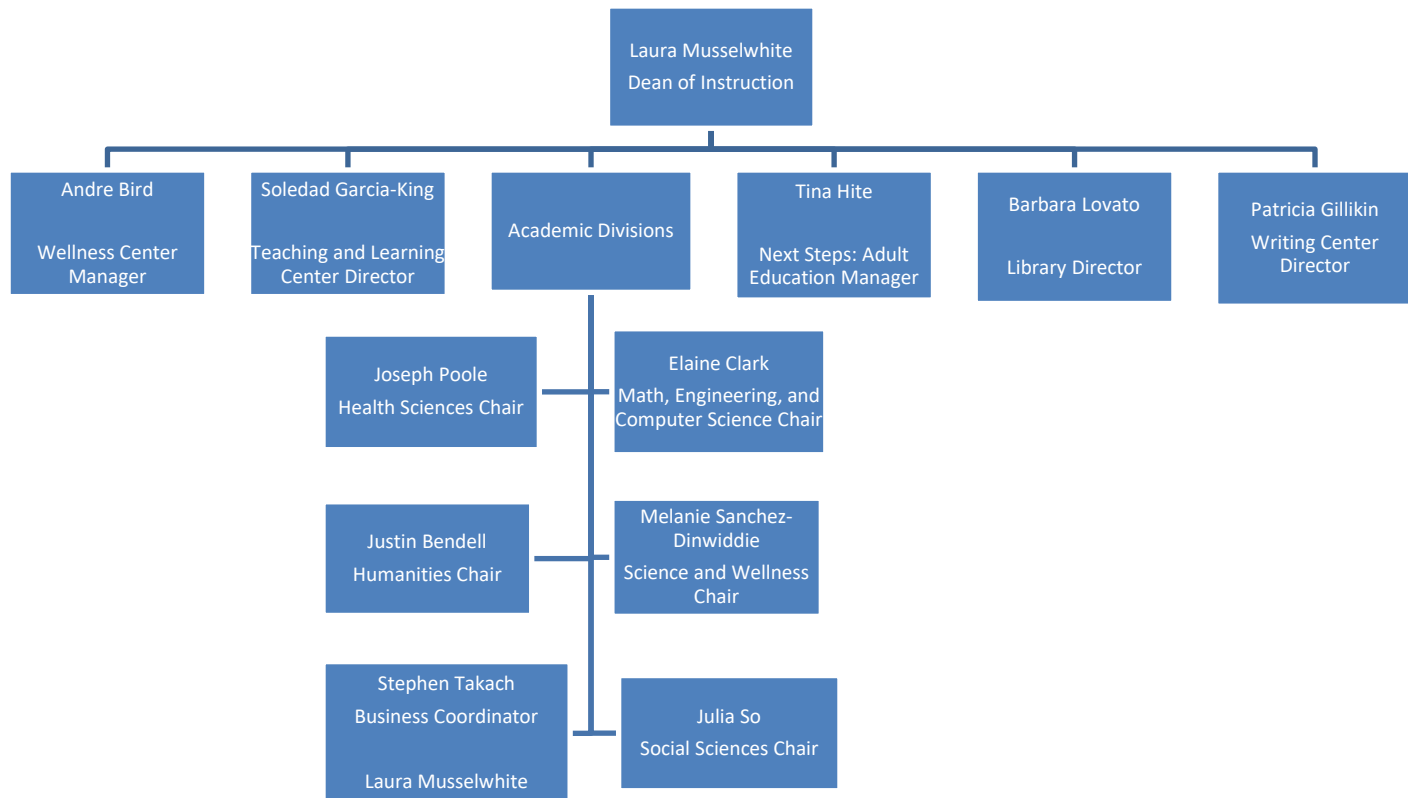 Laura Musselwhite
Dean of Instruction
Andre Bird
Wellness Center
Manager
Soledad Garcia-King
Teaching and Learning
Center Director
Academic Divisions
Tina Hite
Next Steps: Adult
Education Manager
Barbara Lovato
Library Director
Patricia Gillikin
Writing Center
Director
Joseph Poole
Health Sciences Chair
Elaine Clark
Math, Engineering, and
Computer Science Chair
Justin Bendell
Humanities Chair
Melanie Sanchez-
Dinwiddie
Science and Wellness
Chair
Stephen Takach
Business Coordinator
Laura Musselwhite
Julia So
Social Sciences Chair